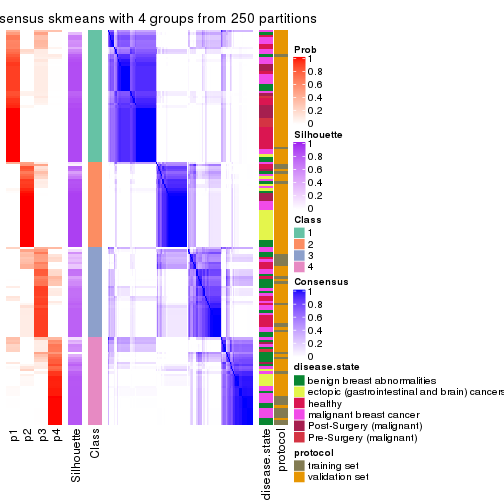 sensus skmeans with 4 groups from 250 partitions
Prob
1
0.8
0.6
0.4
0.2
0
Silhouette
1
0.8
0.6
0.4
0.2
0
Class
1
2
3
4
Consensus
1
0.8
0.6
0.4
0.2
0
disease.state
benign breast abnormalities
ectopic (gastrointestinal and brain) cancers
healthy
malignant breast cancer
Post-Surgery (malignant)
Pre-Surgery (malignant)
protocol
training set
validation set
p1
p2
p3
p4
Silhouette
Class
disease.state
protocol